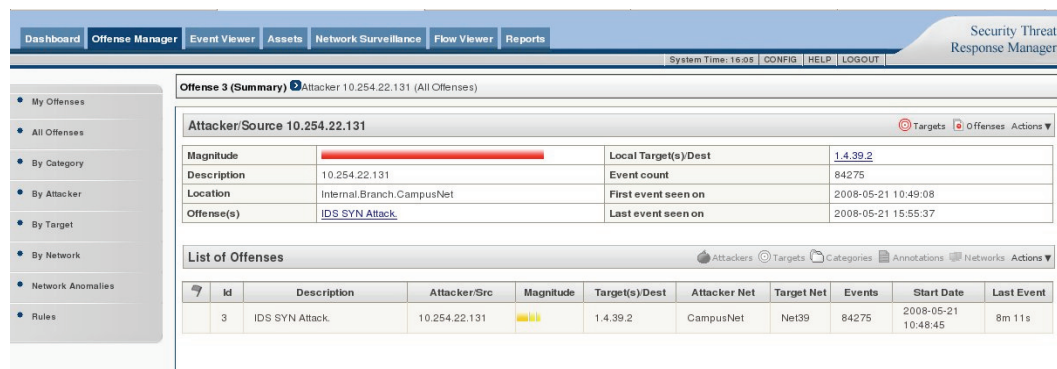 Dashboard Offense Manager Event Viewer Assets Network Surveillance Flow Viewer Reports
Security Threat
Response Manager
System Time: 16:05 CONFIG HELP LOGOUT
Offense 3 (Summary) Attacker 10.254.22.131 (All Offenses)
My Offenses
All Offenses
By Category
By Attacker
By Target
By Network
Network Anomalies
Rules
Attacker/Source 10.254.22.131
Targets Offenses Actions
Magnitude Local Target(s)/Dest 1.4.39.2
Description 10.254.22.131 Event count 84275
Location Internal.Branch.CampusNet First event seen on 2008-05-21 10:49:08
Offense(s) IDS SYN Attack. Last event seen on 2008-05-21 15:55:37
List of Offenses
Attackers Targets Categories Annotations Networks Actions
Id Description Attacker/Src Magnitude Target(s)/Dest Attacker Net Target Net Events Start Date Last Event
3 IDS SYN Attack. 10.254.22.131 1.4.39.2 CampusNet Net39 84275 2008-05-21 10:48:45 8m 11s